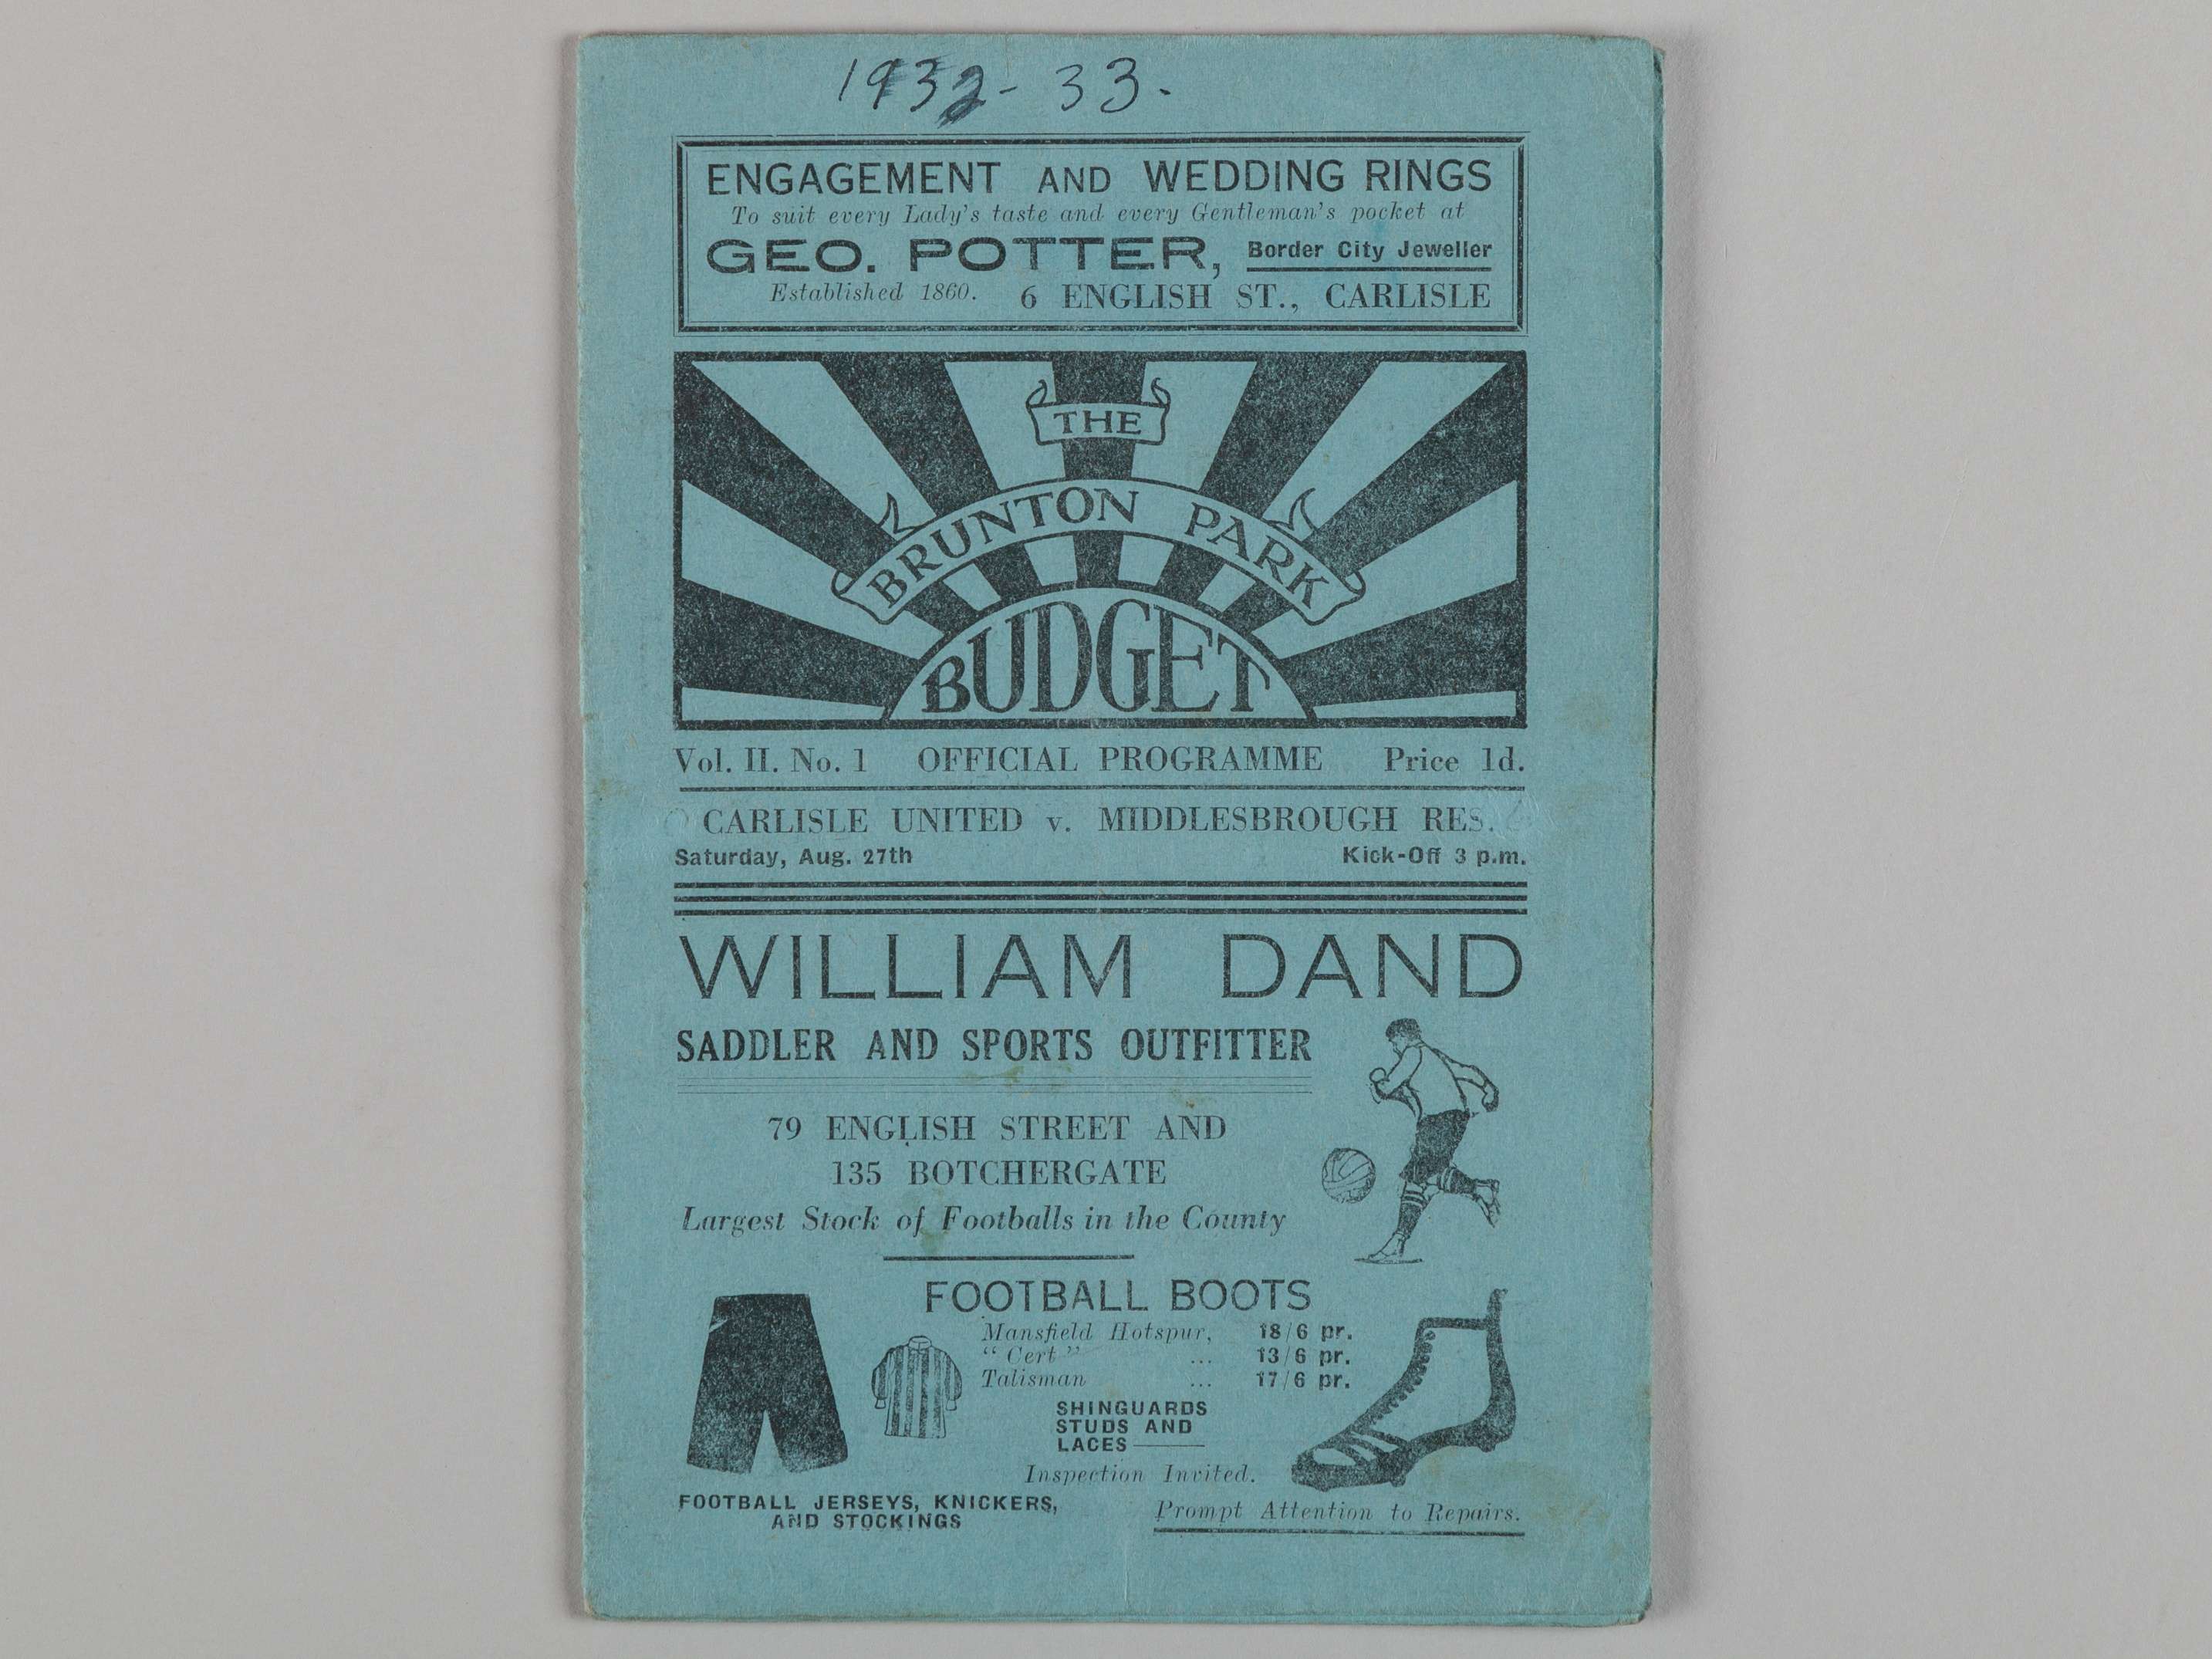 1932-33.
ENGAGEMENT AND WEDDING RINGS
To suit every Lady's taste and every Gentleman's pocket at
GEO. POTTER, Border City Jeweller
Established 1860. 6 ENGLISH ST., CARLISLE
THE
BRUNTON PARK
BUDGET
Vol. II. No. 1 OFFICIAL PROGRAMME Price 1d.
CARLISLE UNITED v. MIDDLESBROUGH RES.
Saturday, Aug. 27th Kick-Off 3 p.m.
WILLIAM DAND
SADDLER AND SPORTS OUTFITTER
79 ENGLISH STREET AND
135 BOTCHERGATE
Largest Stock of Footballs in the County
FOOTBALL BOOTS
Mansfield Hotspur, 18/6 pr.
"Cert" ... 13/6 pr.
Talisman ... 17/6 pr.
SHINGUARDS
STUDS AND
LACES
Inspection Invited.
FOOTBALL JERSEYS, KNICKERS,
AND STOCKINGS
Prompt Attention to Repairs.